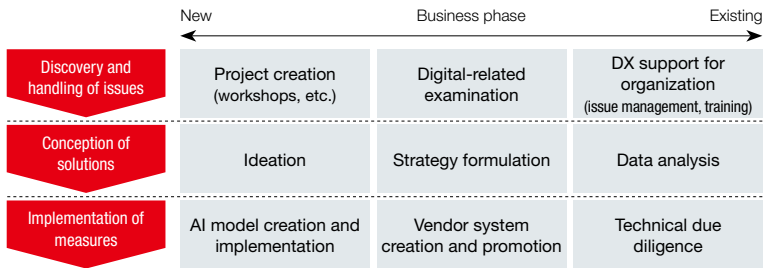 New Business phase Existing
Discovery and
handling of issues
Project creation
(workshops, etc.)
Digital-related
examination
DX support for
organization
(issue management, training)
Conception of
solutions
Ideation
Strategy formulation
Data analysis
Implementation of
measures
AI model creation and
implementation
Vendor system
creation and promotion
Technical due
diligence